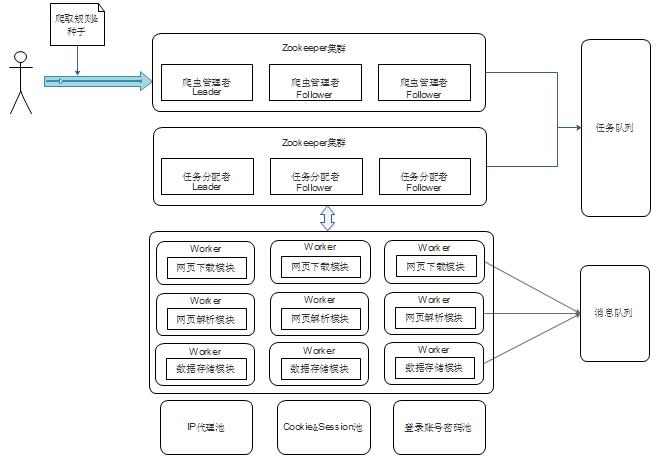 爬取规则&
种子
Zookeeper集群
爬虫管理者
Leader
爬虫管理者
Follower
爬虫管理者
Follower
任务队列
Zookeeper集群
任务分配者
Leader
任务分配者
Follower
任务分配者
Follower
Worker
网页下载模块
Worker
网页下载模块
Worker
网页下载模块
Worker
网页解析模块
Worker
网页解析模块
Worker
网页解析模块
消息队列
Worker
数据存储模块
Worker
数据存储模块
Worker
数据存储模块
IP代理池
Cookie&Session池
登录账号密码池